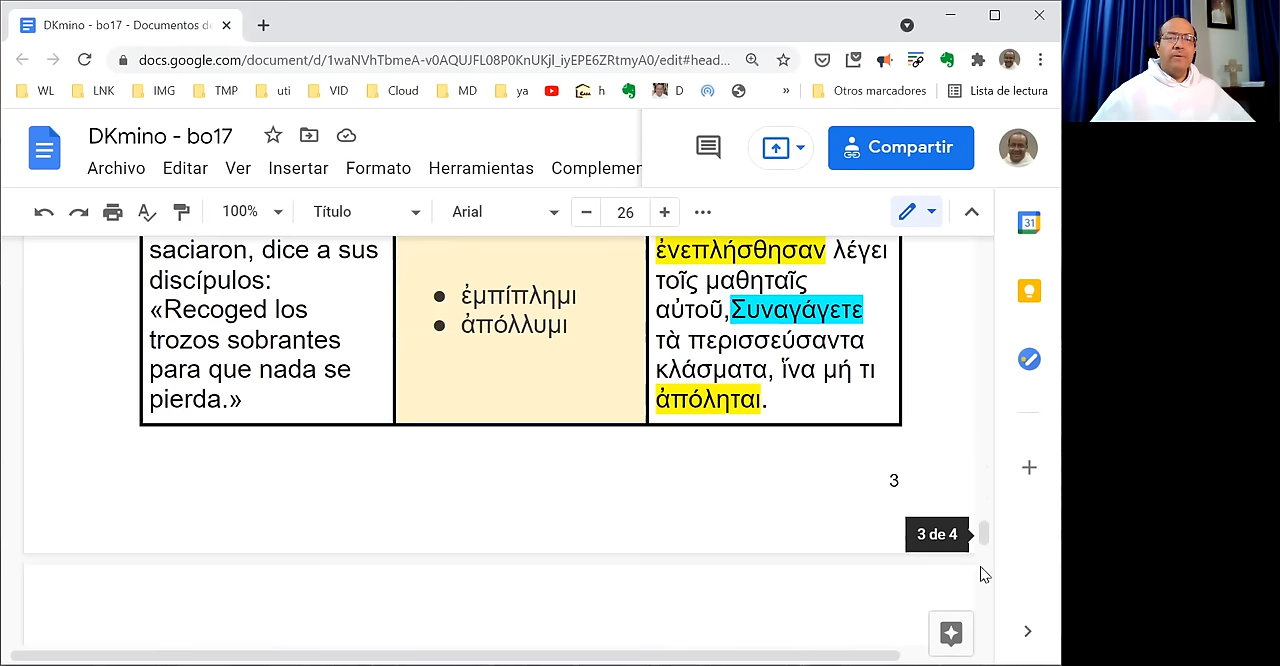 DKmino - bo17 - Documentos de
docs.google.com/document/d/1waNVhTbmeA-v0AQUJFL08P0KnUKjl_iyEPE6ZRtmyA0/edit#head...
WL LNK IMG TMP uti VID Cloud MD ya h D » Otros marcadores Lista de lectura
DKmino - bo17
Compartir
Archivo Editar Ver Insertar Formato Herramientas Complemen
100% Título Arial 26
31
saciaron, dice a sus
discípulos:
«Recoged los
trozos sobrantes
para que nada se
pierda.»
● ἐμπίπλημι
● ἀπόλλυμι
ἐνεπλήσθησαν λέγει
τοῖς μαθηταῖς
αὐτοῦ,Συναγάγετε
τὰ περισσεύσαντα
κλάσματα, ἵνα μή τι
ἀπόληται.
3
3 de 4